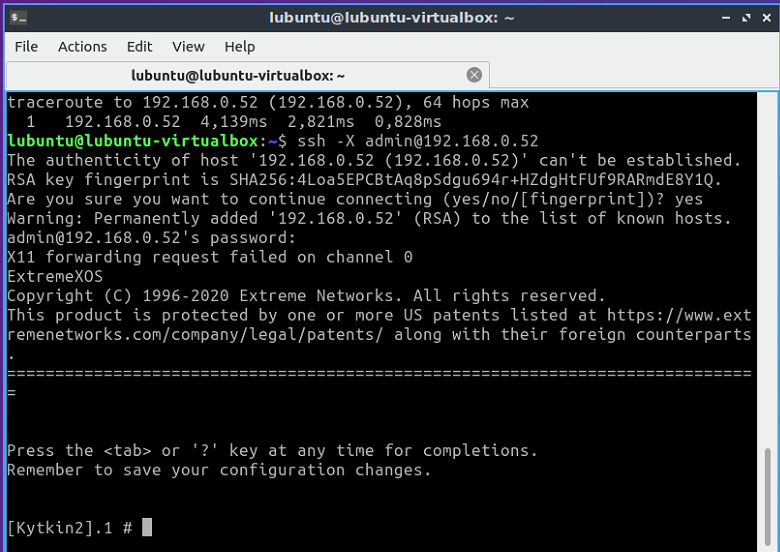 lubuntu@lubuntu-virtualbox: ~
File Actions Edit View Help
lubuntu@lubuntu-virtualbox: ~
traceroute to 192.168.0.52 (192.168.0.52), 64 hops max
  1   192.168.0.52  4,139ms  2,821ms  0,828ms
lubuntu@lubuntu-virtualbox:~$ ssh -X admin@192.168.0.52
The authenticity of host '192.168.0.52 (192.168.0.52)' can't be established.
RSA key fingerprint is SHA256:4Loa5EPCBtAq8pSdgu694r+HZdgHtFUf9RARmdE8Y1Q.
Are you sure you want to continue connecting (yes/no/[fingerprint])? yes
Warning: Permanently added '192.168.0.52' (RSA) to the list of known hosts.
admin@192.168.0.52's password:
X11 forwarding request failed on channel 0
ExtremeXOS
Copyright (C) 1996-2020 Extreme Networks. All rights reserved.
This product is protected by one or more US patents listed at https://www.ext
remenetworks.com/company/legal/patents/ along with their foreign counterparts
.
=============================================================================
=
Press the <tab> or '?' key at any time for completions.
Remember to save your configuration changes.
[Kytkin2].1 #